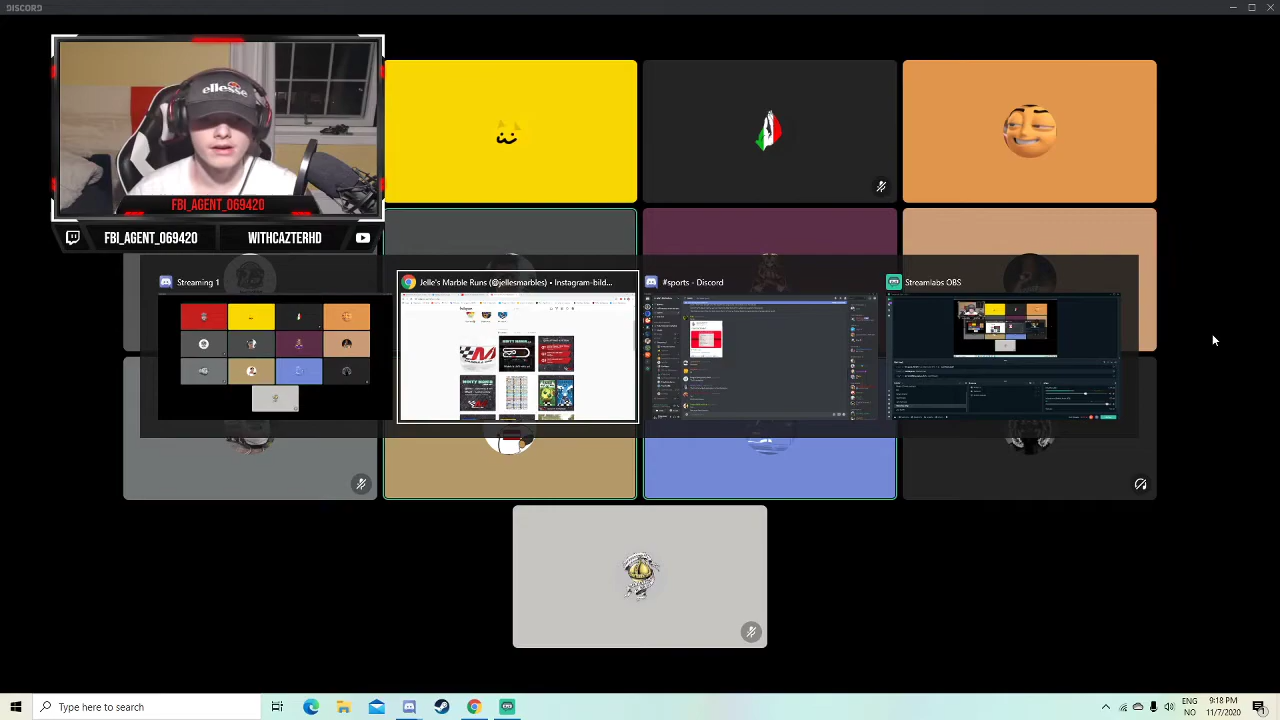 DISCORD
ellesse
FBI_AGENT_069420
FBI_AGENT_069420
WITHCAZTERHD
Streaming 1
Jelle's Marble Runs (@jellesmarbles) • Instagram-bild...
#sports - Discord
Streamlabs OBS
Type here to search
ENG
NO
9:18 PM
11/7/2020
1